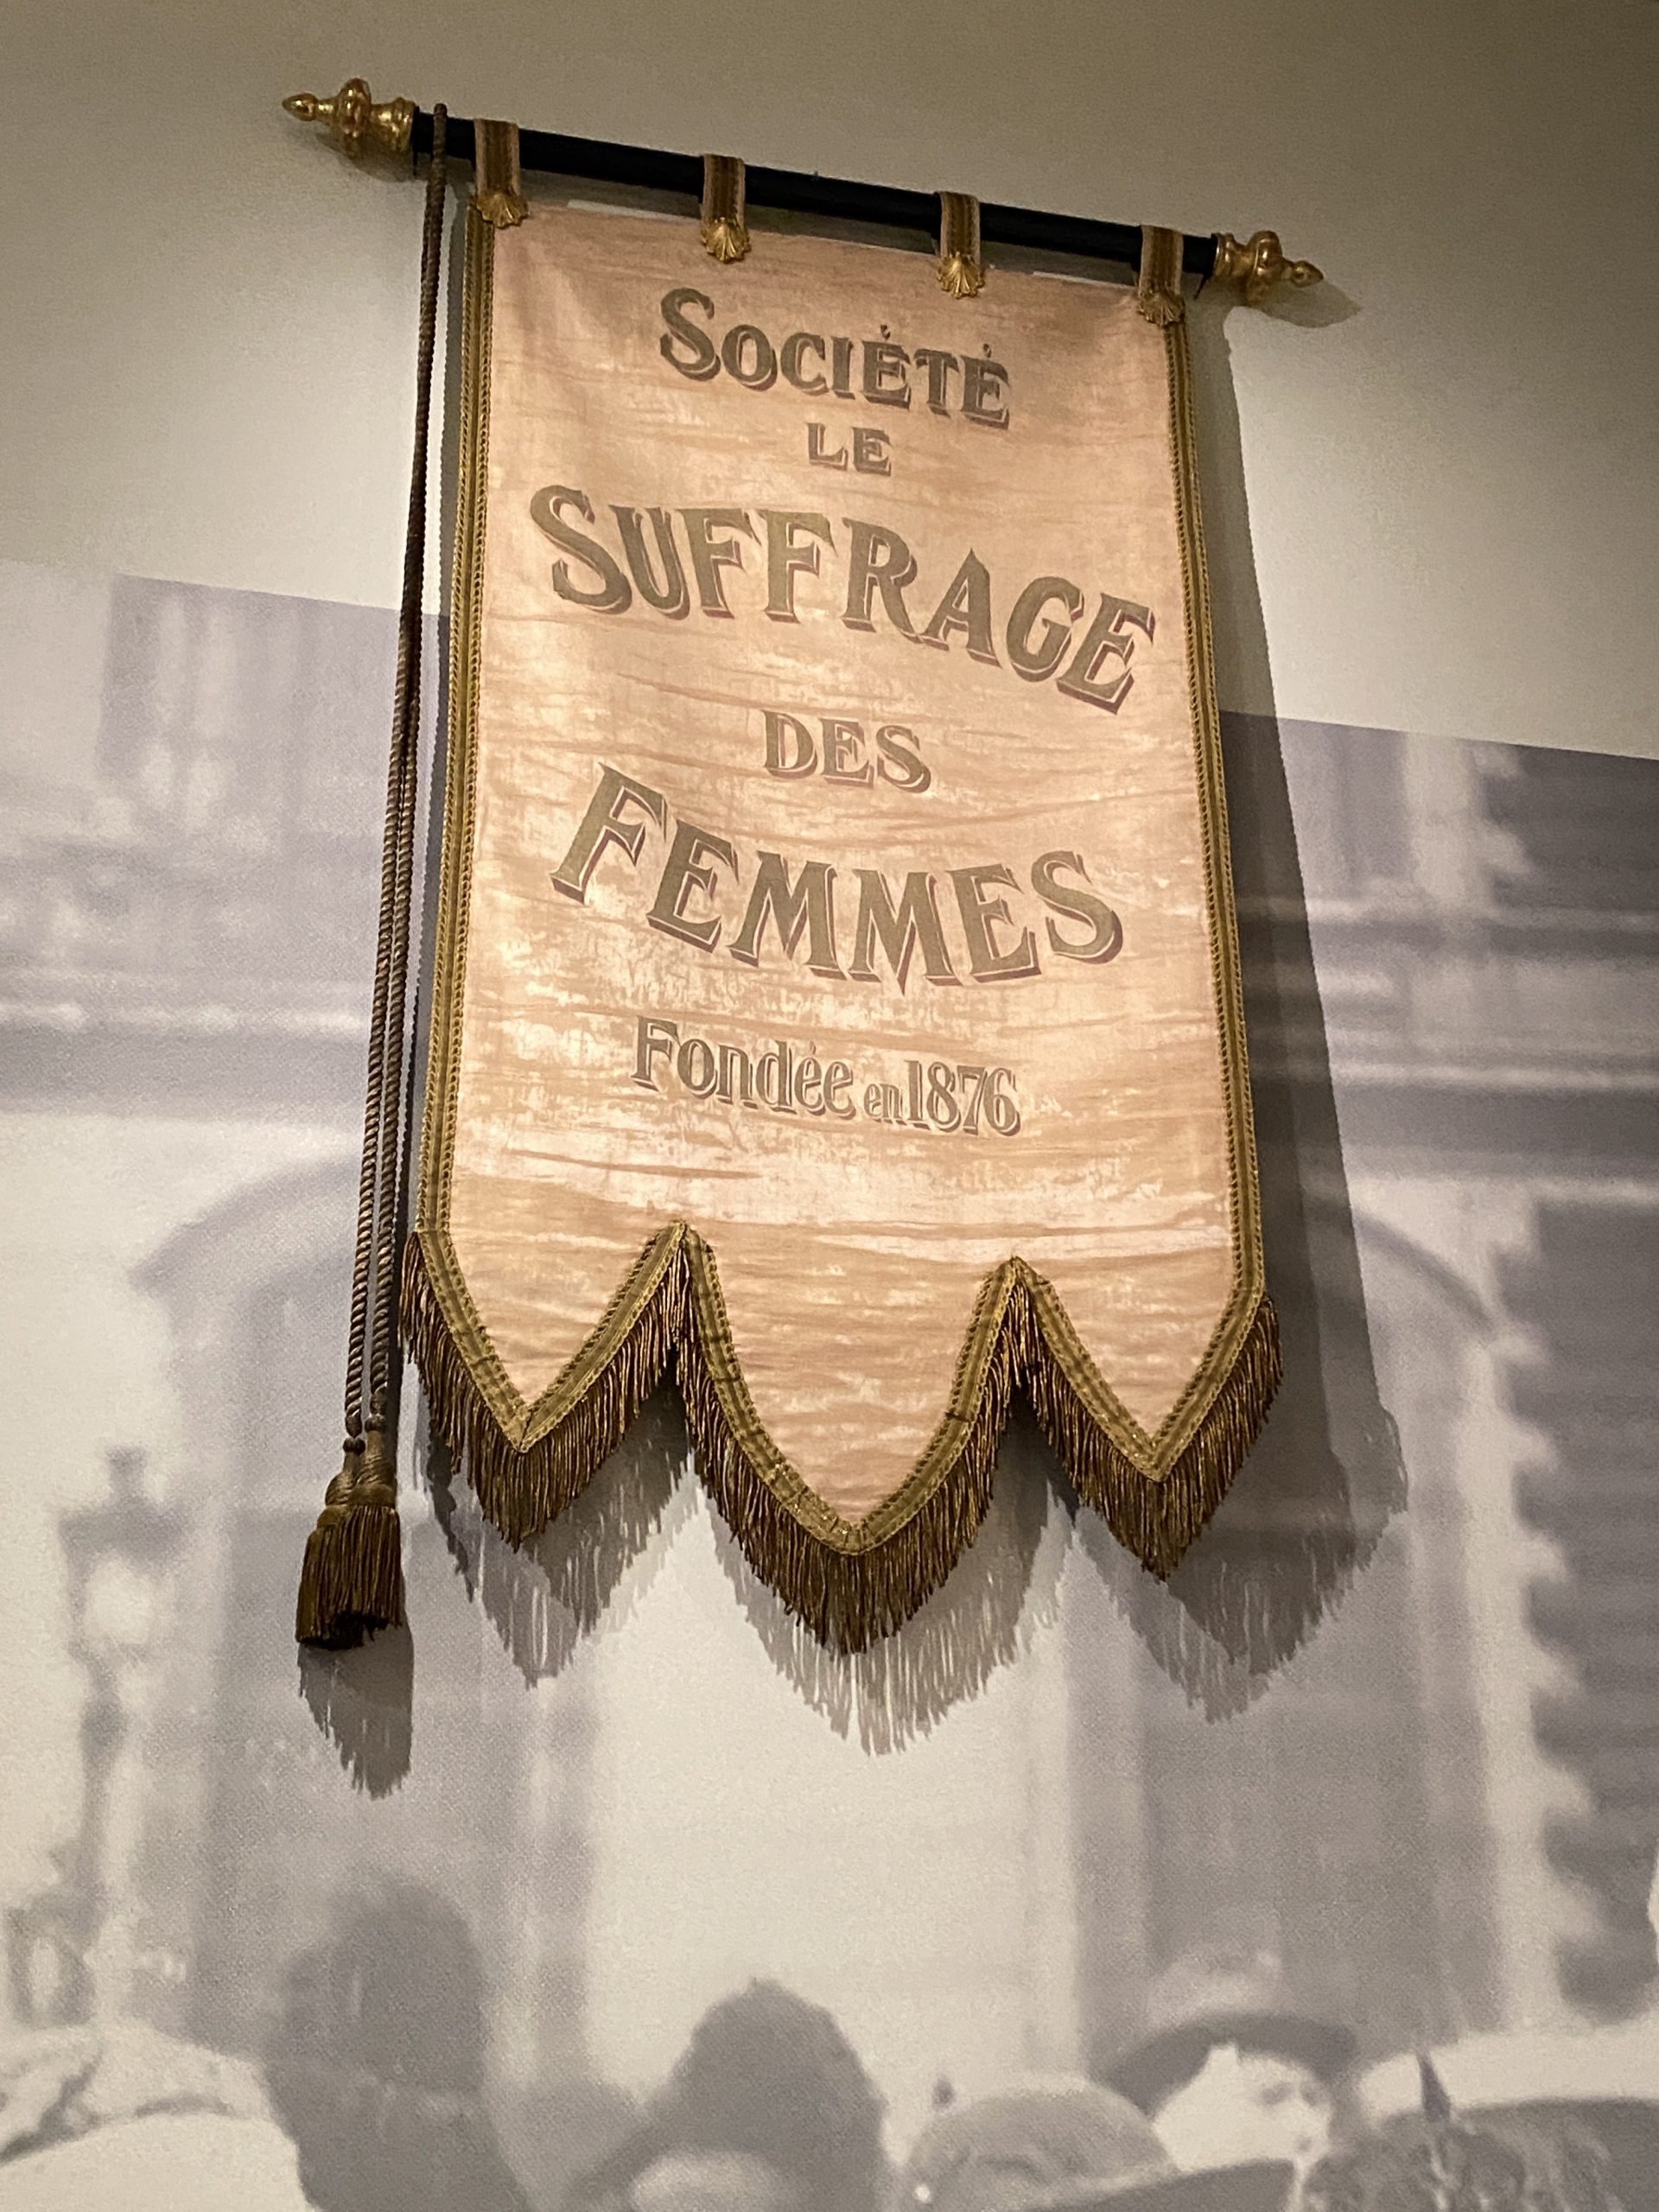 SOCIÉTÉ
LE
SUFFRAGE
DES
FEMMES
Fondée en 1876